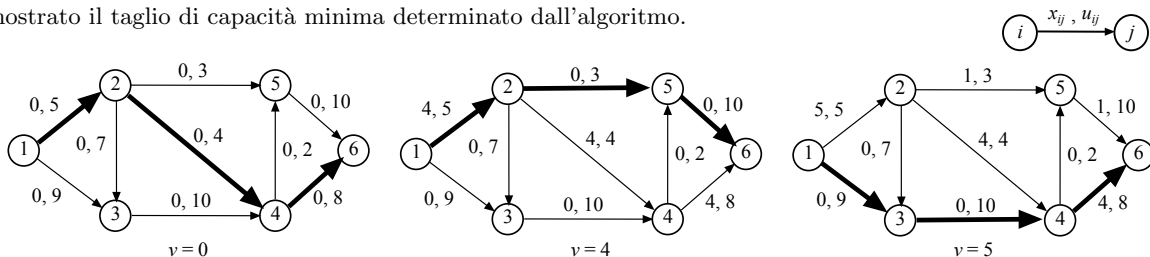 mostrato il taglio di capacità minima determinato dall'algoritmo.
x_{ij} , u_{ij}
i j
0, 3
2 5
0, 5 0, 10
0, 4
1 0, 7 0, 2 6
0, 9 0, 8
0, 10
3 4
v = 0
0, 3
2 5
4, 5 0, 10
4, 4
1 0, 7 0, 2 6
0, 9 4, 8
0, 10
3 4
v = 4
1, 3
2 5
5, 5 1, 10
4, 4
1 0, 7 0, 2 6
0, 9 4, 8
0, 10
3 4
v = 5